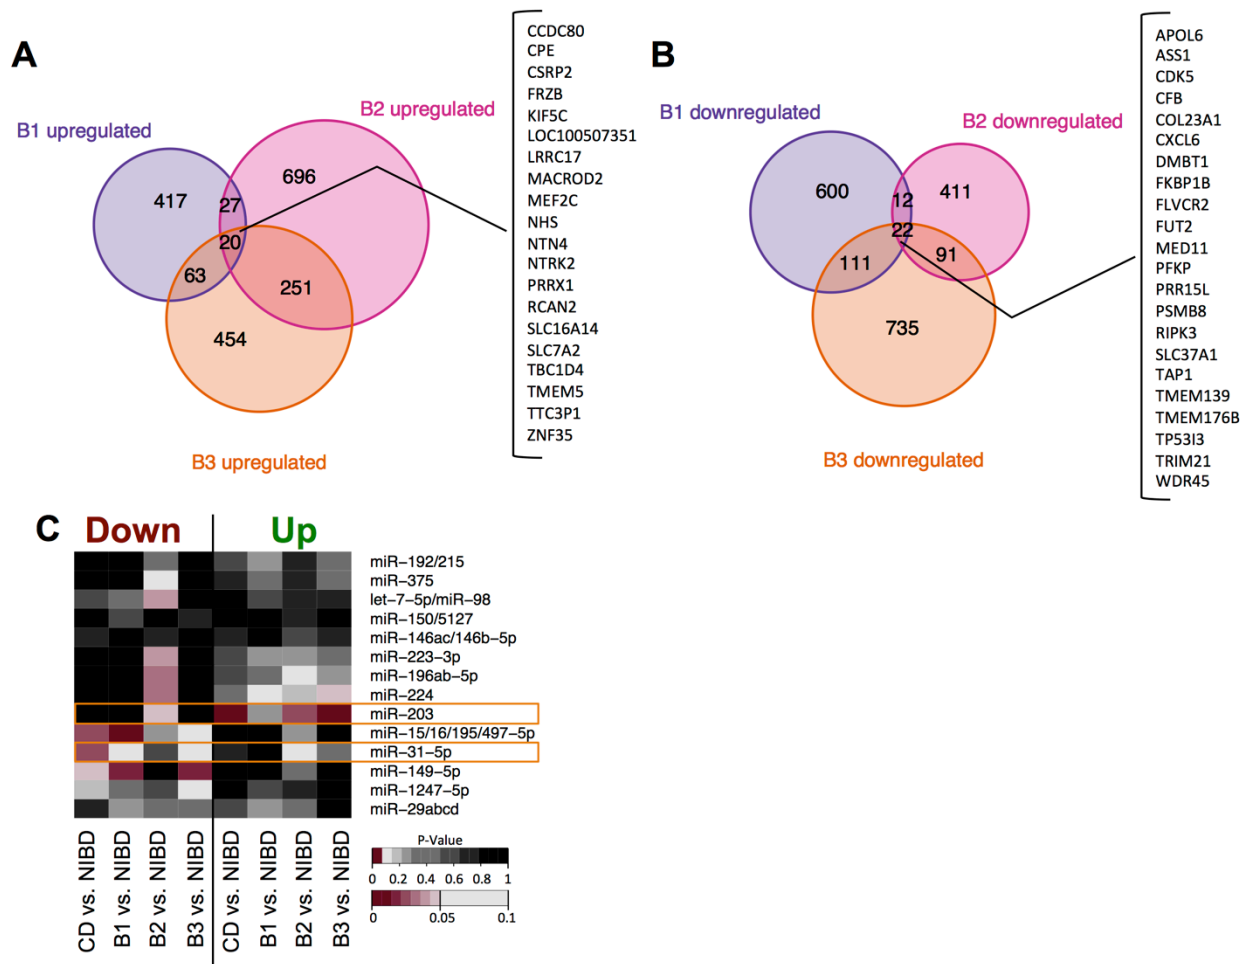 A
B1 upregulated
B2 upregulated
417
27
696
20
63
251
454
B3 upregulated
CCDC80
CPE
CSRP2
FRZB
KIF5C
LOC100507351
LRRC17
MACROD2
MEF2C
NHS
NTN4
NTRK2
PRRX1
RCAN2
SLC16A14
SLC7A2
TBC1D4
TMEM5
TTC3P1
ZNF35
B
B1 downregulated
B2 downregulated
600
12
411
22
111
91
735
B3 downregulated
APOL6
ASS1
CDK5
CFB
COL23A1
CXCL6
DMBT1
FKBP1B
FLVCR2
FUT2
MED11
PFKP
PRR15L
PSMB8
RIPK3
SLC37A1
TAP1
TMEM139
TMEM176B
TP53I3
TRIM21
WDR45
C
Down Up
miR−192/215
miR−375
let−7−5p/miR−98
miR−150/5127
miR−146ac/146b−5p
miR−223−3p
miR−196ab−5p
miR−224
miR−203
miR−15/16/195/497−5p
miR−31−5p
miR−149−5p
miR−1247−5p
miR−29abcd
CD vs. NIBD
B1 vs. NIBD
B2 vs. NIBD
B3 vs. NIBD
CD vs. NIBD
B1 vs. NIBD
B2 vs. NIBD
B3 vs. NIBD
P-Value
0 0.2 0.4 0.6 0.8 1
0 0.05 0.1